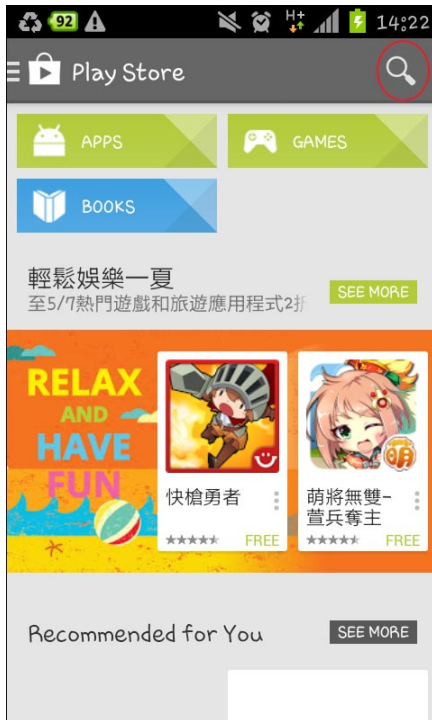 92 H+ 14:22
Play Store
APPS GAMES
BOOKS
輕鬆娛樂一夏
至5/7熱門遊戲和旅遊應用程式2折
SEE MORE
RELAX
AND
HAVE
FUN
萌
快槍勇者
FREE
萌將無雙-
萱兵奪主
FREE
Recommended for You SEE MORE